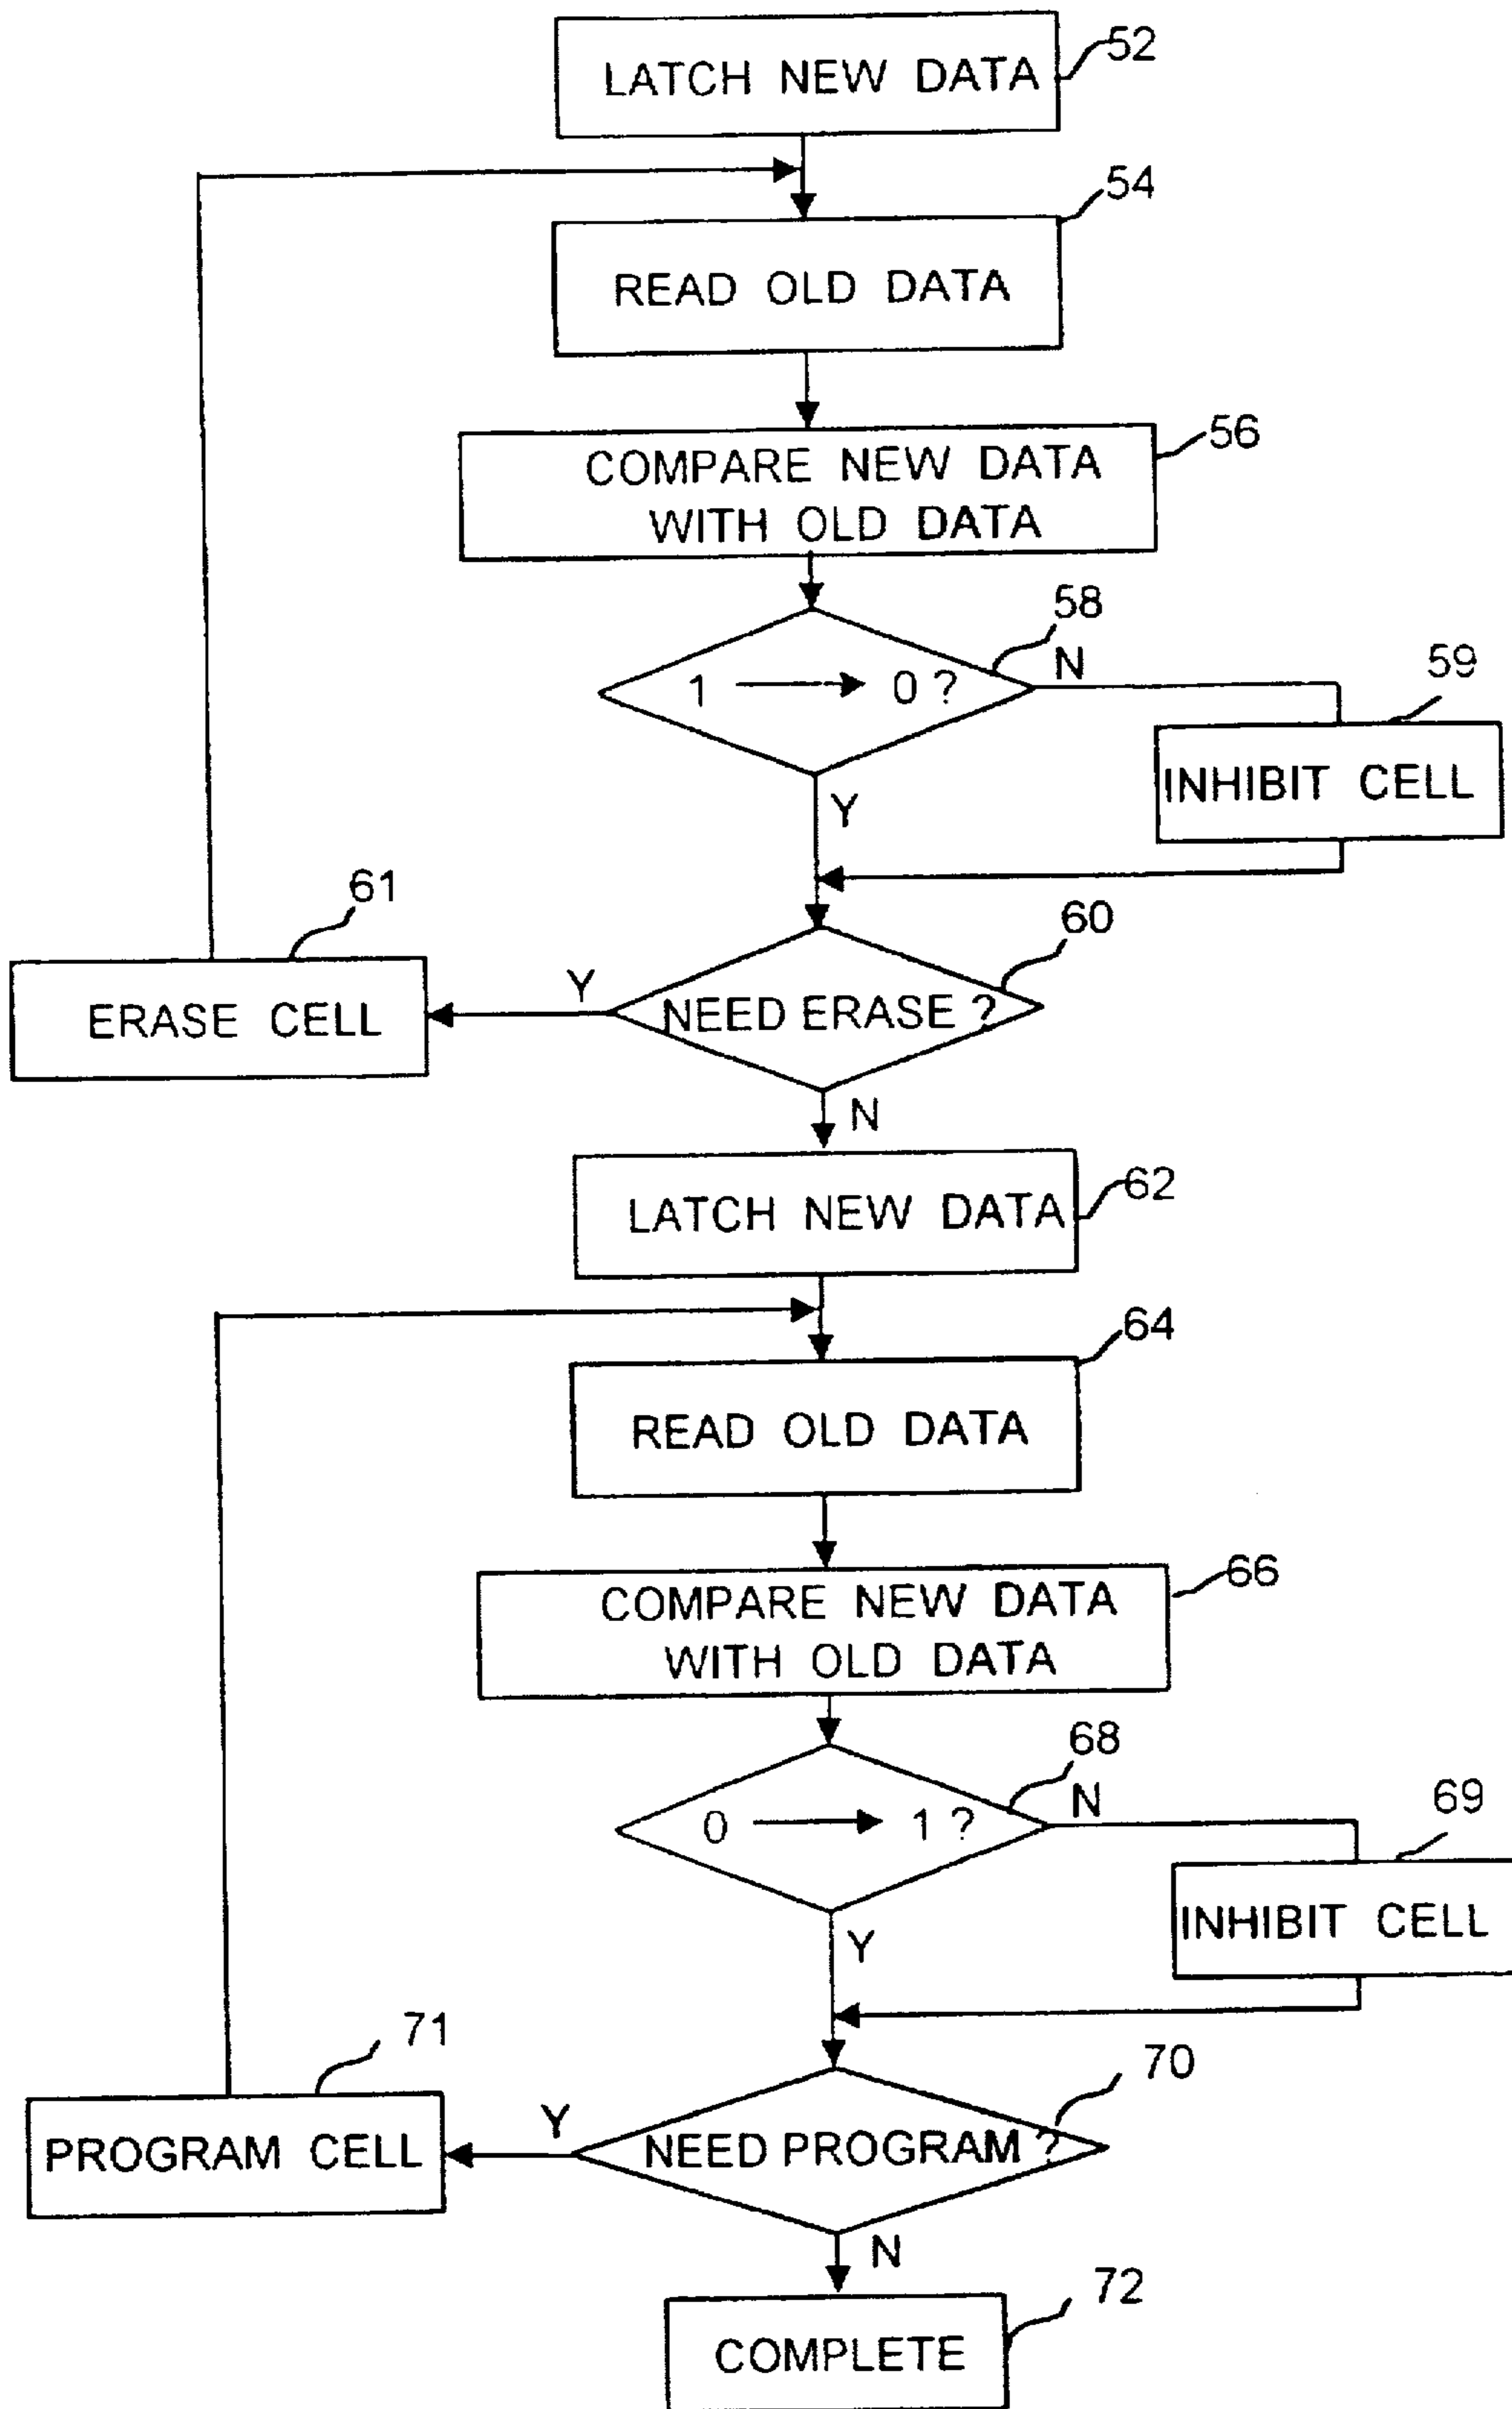 LATCH NEW DATA
52
54
READ OLD DATA
56
COMPARE NEW DATA
WITH OLD DATA
58
1 → 0 ?
N
59
INHIBIT CELL
Y
61
60
ERASE CELL
Y
NEED ERASE ?
N
62
LATCH NEW DATA
64
READ OLD DATA
66
COMPARE NEW DATA
WITH OLD DATA
68
0 → 1 ?
N
69
INHIBIT CELL
Y
71
70
PROGRAM CELL
Y
NEED PROGRAM ?
N
72
COMPLETE